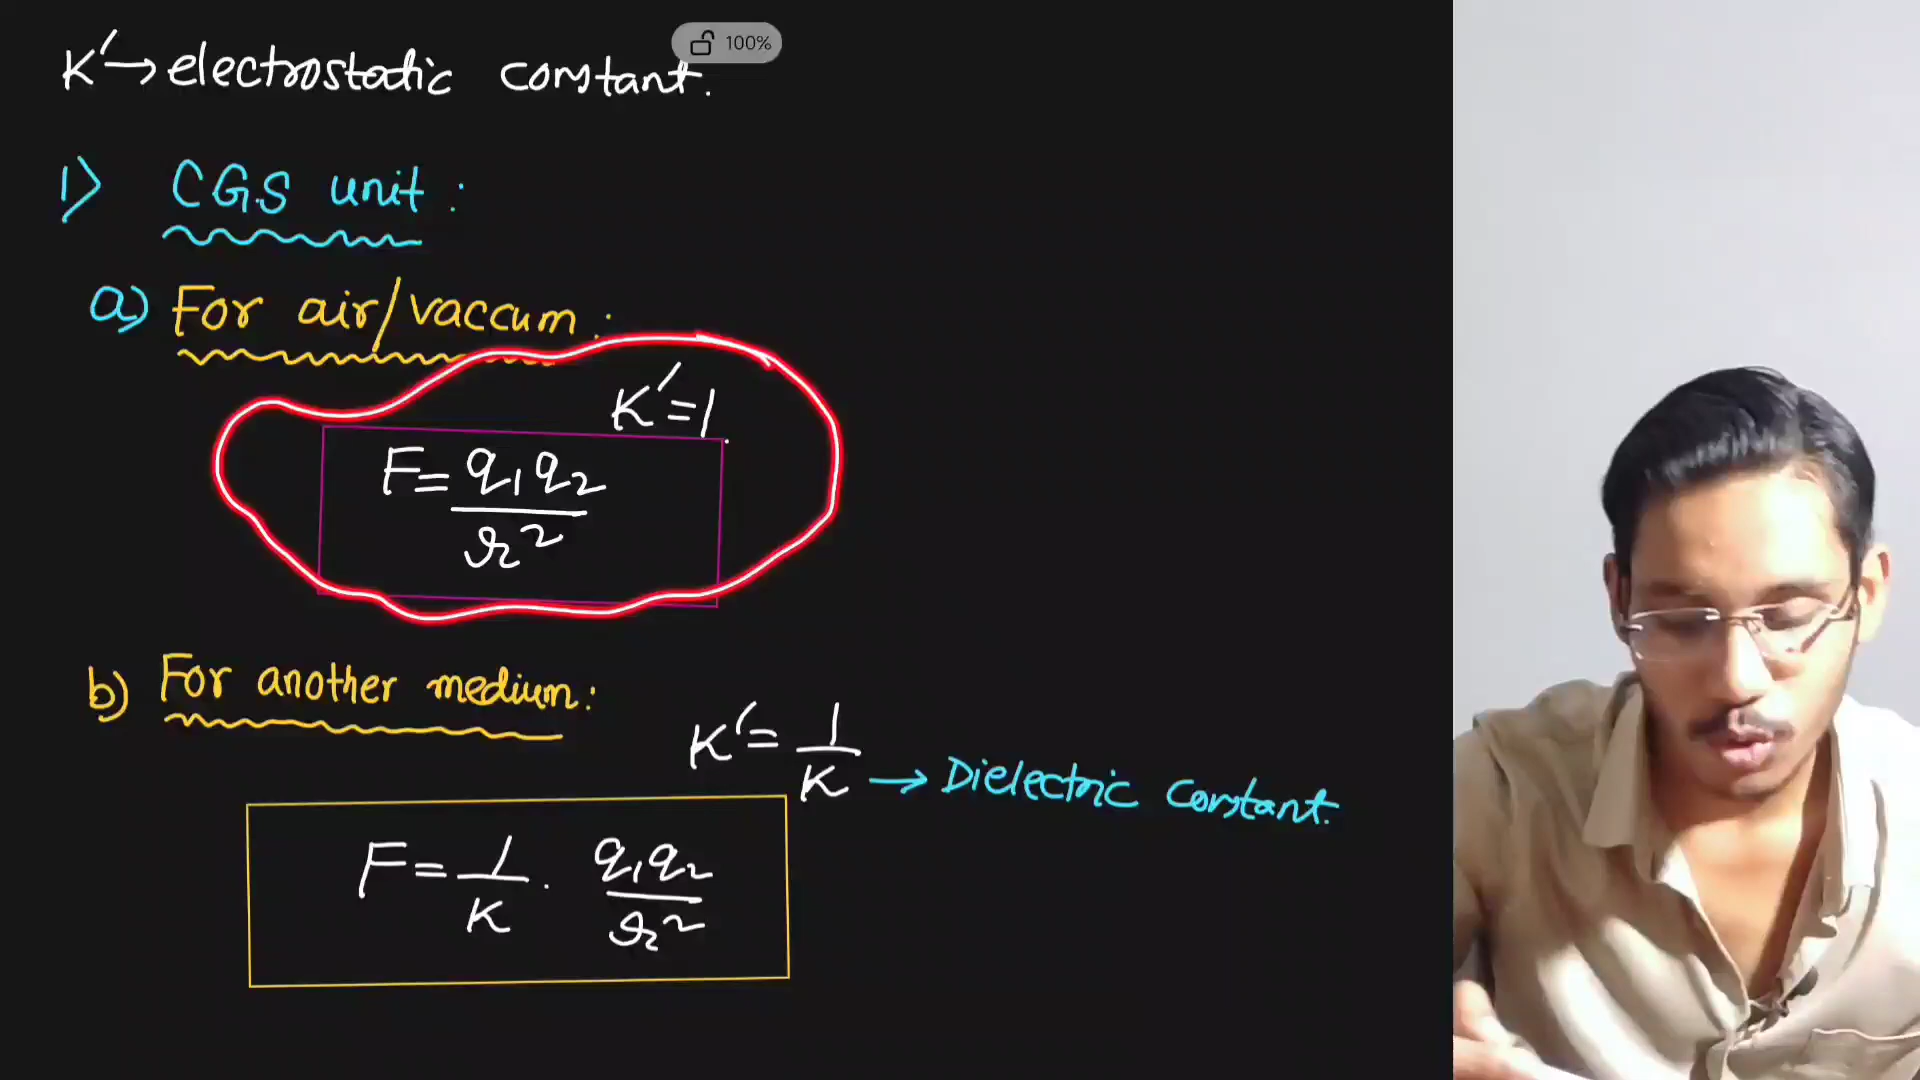 K′→electrostatic constant.
100%
1) CGS unit:
a) For air/vaccum:
K′=1.
F=q₁q₂/r²
b) For another medium:
K′=1/K → Dielectric Constant.
F=1/K. q₁q₂/r²